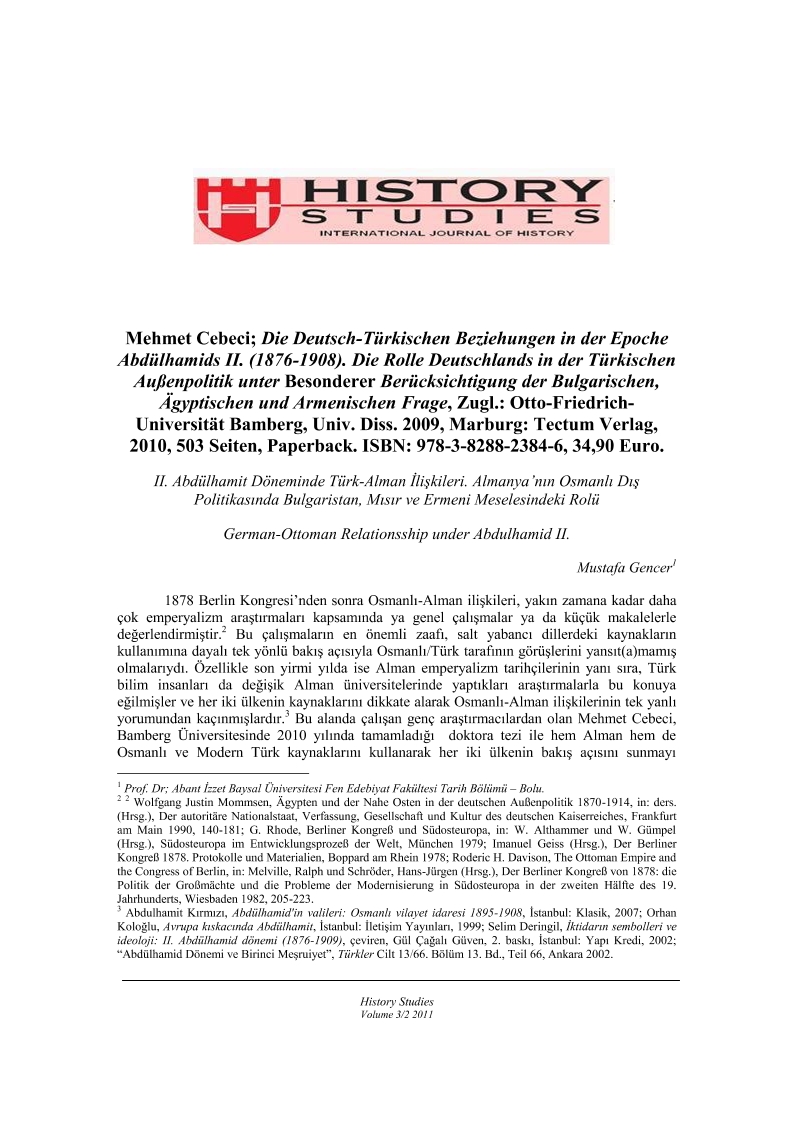 HISTORY
STUDIES
INTERNATIONAL JOURNAL OF HISTORY
Mehmet Cebeci; Die Deutsch-Türkischen Beziehungen in der Epoche
Abdülhamids II. (1876-1908). Die Rolle Deutschlands in der Türkischen
Außenpolitik unter Besonderer Berücksichtigung der Bulgarischen,
Ägyptischen und Armenischen Frage, Zugl.: Otto-Friedrich-
Universität Bamberg, Univ. Diss. 2009, Marburg: Tectum Verlag,
2010, 503 Seiten, Paperback. ISBN: 978-3-8288-2384-6, 34,90 Euro.
II. Abdülhamit Döneminde Türk-Alman İlişkileri. Almanya’nın Osmanlı Dış
Politikasında Bulgaristan, Mısır ve Ermeni Meselesindeki Rolü
German-Ottoman Relationsship under Abdulhamid II.
Mustafa Gencer1
1878 Berlin Kongresi’nden sonra Osmanlı-Alman ilişkileri, yakın zamana kadar daha
çok emperyalizm araştırmaları kapsamında ya genel çalışmalar ya da küçük makalelerle
değerlendirmiştir.2 Bu çalışmaların en önemli zaafı, salt yabancı dillerdeki kaynakların
kullanımına dayalı tek yönlü bakış açısıyla Osmanlı/Türk tarafının görüşlerini yansıt(a)mamış
olmalarıydı. Özellikle son yirmi yılda ise Alman emperyalizm tarihçilerinin yanı sıra, Türk
bilim insanları da değişik Alman üniversitelerinde yaptıkları araştırmalarla bu konuya
eğilmişler ve her iki ülkenin kaynaklarını dikkate alarak Osmanlı-Alman ilişkilerinin tek yanlı
yorumundan kaçınmışlardır.3 Bu alanda çalışan genç araştırmacılardan olan Mehmet Cebeci,
Bamberg Üniversitesinde 2010 yılında tamamladığı doktora tezi ile hem Alman hem de
Osmanlı ve Modern Türk kaynaklarını kullanarak her iki ülkenin bakış açısını sunmayı
1 Prof. Dr; Abant İzzet Baysal Üniversitesi Fen Edebiyat Fakültesi Tarih Bölümü – Bolu.
2 2 Wolfgang Justin Mommsen, Ägypten und der Nahe Osten in der deutschen Außenpolitik 1870-1914, in: ders.
(Hrsg.), Der autoritäre Nationalstaat, Verfassung, Gesellschaft und Kultur des deutschen Kaiserreiches, Frankfurt
am Main 1990, 140-181; G. Rhode, Berliner Kongreß und Südosteuropa, in: W. Althammer und W. Gümpel
(Hrsg.), Südosteuropa im Entwicklungsprozeß der Welt, München 1979; Imanuel Geiss (Hrsg.), Der Berliner
Kongreß 1878. Protokolle und Materialien, Boppard am Rhein 1978; Roderic H. Davison, The Ottoman Empire and
the Congress of Berlin, in: Melville, Ralph und Schröder, Hans-Jürgen (Hrsg.), Der Berliner Kongreß von 1878: die
Politik der Großmächte und die Probleme der Modernisierung in Südosteuropa in der zweiten Hälfte des 19.
Jahrhunderts, Wiesbaden 1982, 205-223.
3 Abdulhamit Kırmızı, Abdülhamid'in valileri: Osmanlı vilayet idaresi 1895-1908, İstanbul: Klasik, 2007; Orhan
Koloğlu, Avrupa kıskacında Abdülhamit, İstanbul: İletişim Yayınları, 1999; Selim Deringil, İktidarın sembolleri ve
ideoloji: II. Abdülhamid dönemi (1876-1909), çeviren, Gül Çağalı Güven, 2. baskı, İstanbul: Yapı Kredi, 2002;
“Abdülhamid Dönemi ve Birinci Meşruiyet”, Türkler Cilt 13/66. Bölüm 13. Bd., Teil 66, Ankara 2002.
History Studies
Volume 3/2 2011